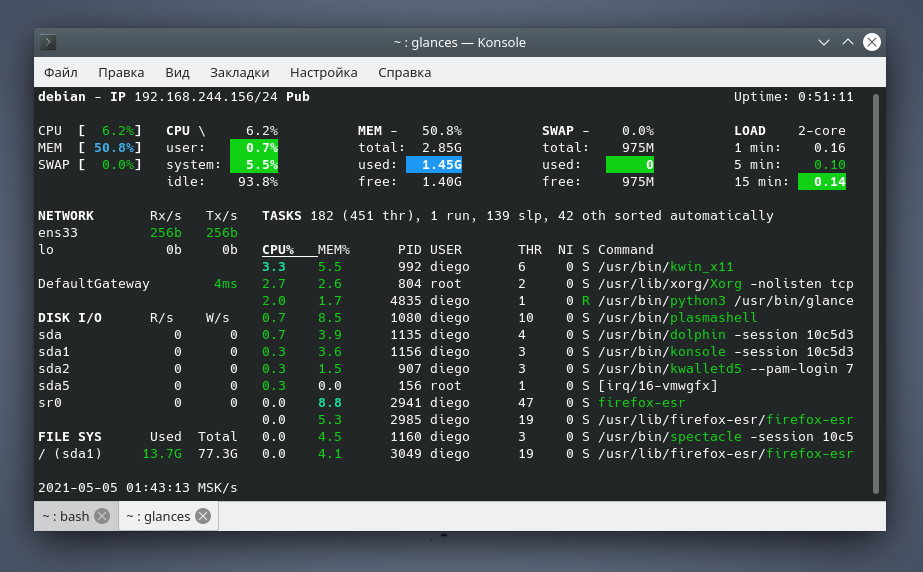 ~ : glances — Konsole
Файл Правка Вид Закладки Настройка Справка
debian – IP 192.168.244.156/24 Pub Uptime: 0:51:11
CPU [ 6.2%] CPU \ 6.2% MEM – 50.8% SWAP – 0.0% LOAD 2-core
MEM [ 50.8%] user: 0.7% total: 2.85G total: 975M 1 min: 0.16
SWAP [ 0.0%] system: 5.5% used: 1.45G used: 0 5 min: 0.10
idle: 93.8% free: 1.40G free: 975M 15 min: 0.14
NETWORK Rx/s Tx/s TASKS 182 (451 thr), 1 run, 139 slp, 42 oth sorted automatically
ens33 256b 256b
lo 0b 0b CPU% MEM% PID USER THR NI S Command
3.3 5.5 992 diego 6 0 S /usr/bin/kwin_x11
DefaultGateway 4ms 2.7 2.6 804 root 2 0 S /usr/lib/xorg/Xorg -nolisten tcp
2.0 1.7 4835 diego 1 0 R /usr/bin/python3 /usr/bin/glance
DISK I/O R/s W/s 0.7 8.5 1080 diego 10 0 S /usr/bin/plasmashell
sda 0 0 0.7 3.9 1135 diego 4 0 S /usr/bin/dolphin -session 10c5d3
sda1 0 0 0.3 3.6 1156 diego 3 0 S /usr/bin/konsole -session 10c5d3
sda2 0 0 0.3 1.5 907 diego 3 0 S /usr/bin/kwalletd5 --pam-login 7
sda5 0 0 0.3 0.0 156 root 1 0 S [irq/16-vmwgfx]
sr0 0 0 0.0 8.8 2941 diego 47 0 S firefox-esr
0.0 5.3 2985 diego 19 0 S /usr/lib/firefox-esr/firefox-esr
FILE SYS Used Total 0.0 4.5 1160 diego 3 0 S /usr/bin/spectacle -session 10c5
/ (sda1) 13.7G 77.3G 0.0 4.1 3049 diego 19 0 S /usr/lib/firefox-esr/firefox-esr
2021-05-05 01:43:13 MSK/s
~ : bash ~ : glances